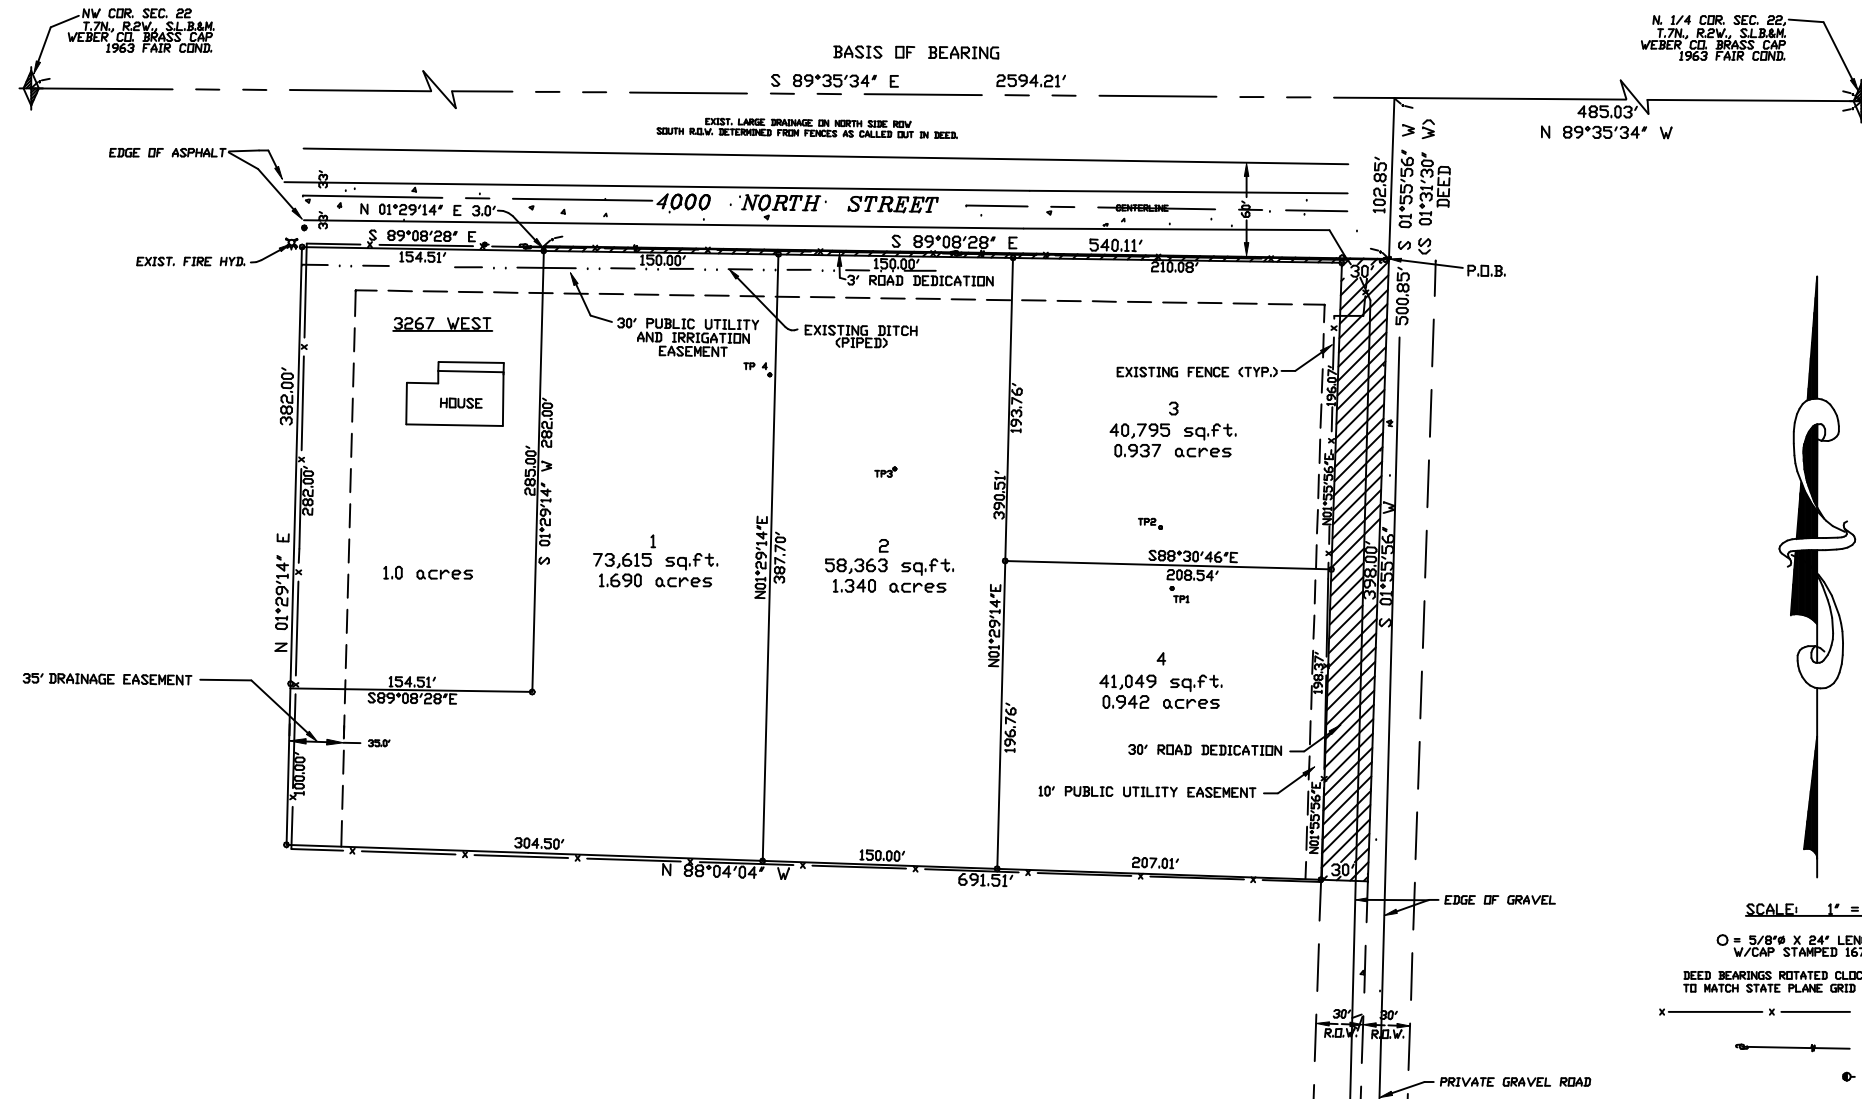 NW COR. SEC. 22
T.7N., R.2W., S.L.B.&M.
WEBER CO. BRASS CAP
1963 FAIR COND.
N. 1/4 COR. SEC. 22,
T.7N., R.2W., S.L.B.&M.
WEBER CO. BRASS CAP
1963 FAIR COND.
BASIS OF BEARING
S 89°35'34" E 2594.21'
485.03'
N 89°35'34" W
EXIST. LARGE DRAINAGE ON NORTH SIDE ROW
SOUTH R.O.W. DETERMINED FROM FENCES AS CALLED OUT IN DEED.
EDGE OF ASPHALT
33'
33'
4000 NORTH STREET
CENTERLINE
60'
102.85'
S 01°55'56" W
(S 01°31'30" W)
DEED
N 01°29'14" E 3.0'
S 89°08'28" E
154.51'
S 89°08'28" E 540.11'
150.00'
150.00'
210.08'
EXIST. FIRE HYD.
3' ROAD DEDICATION
30'
P.O.B.
500.85'
3267 WEST
30' PUBLIC UTILITY
AND IRRIGATION
EASEMENT
EXISTING DITCH
(PIPED)
TP 4
HOUSE
EXISTING FENCE (TYP.)
196.07'
382.00'
282.00'
N 01°29'14" E
285.00'
S 01°29'14" W 282.00'
193.76'
390.51'
3
40,795 sq.ft.
0.937 acres
TP3
TP2
N01°55'56"E
S 01°55'56" W
398.00'
1.0 acres
1
73,615 sq.ft.
1.690 acres
N01°29'14"E
387.70'
2
58,363 sq.ft.
1.340 acres
S88°30'46"E
208.54'
TP1
N01°29'14"E
196.76'
4
41,049 sq.ft.
0.942 acres
198.37'
35' DRAINAGE EASEMENT
154.51'
S89°08'28"E
35.0'
100.00'
30' ROAD DEDICATION
10' PUBLIC UTILITY EASEMENT
N01°55'56"E
304.50'
150.00'
207.01'
30'
N 88°04'04" W
691.51'
EDGE OF GRAVEL
SCALE: 1" =
= 5/8"ø X 24" LEN
W/CAP STAMPED 167
DEED BEARINGS ROTATED CLOC
TO MATCH STATE PLANE GRID
30'
R.O.W.
30'
R.O.W.
PRIVATE GRAVEL ROAD